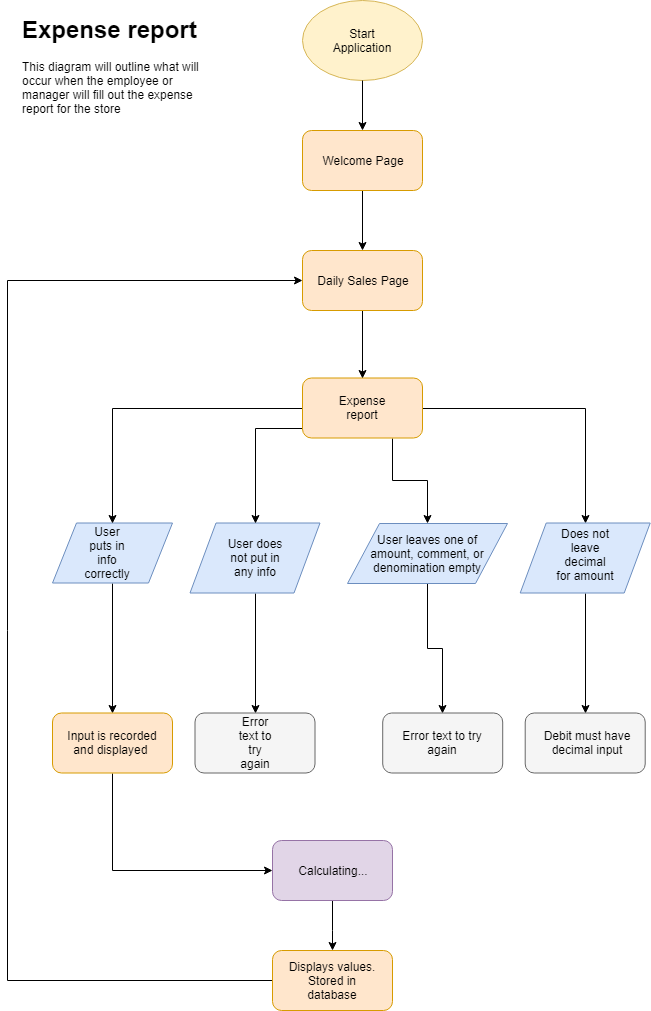 Expense report
This diagram will outline what will
occur when the employee or
manager will fill out the expense
report for the store
Start
Application
Welcome Page
Daily Sales Page
Expense
report
User
puts in
info
correctly
User does
not put in
any info
User leaves one of
amount, comment, or
denomination empty
Does not
leave
decimal
for amount
Input is recorded
and displayed
Error
text to
try
again
Error text to try
again
Debit must have
decimal input
Calculating...
Displays values.
Stored in
database